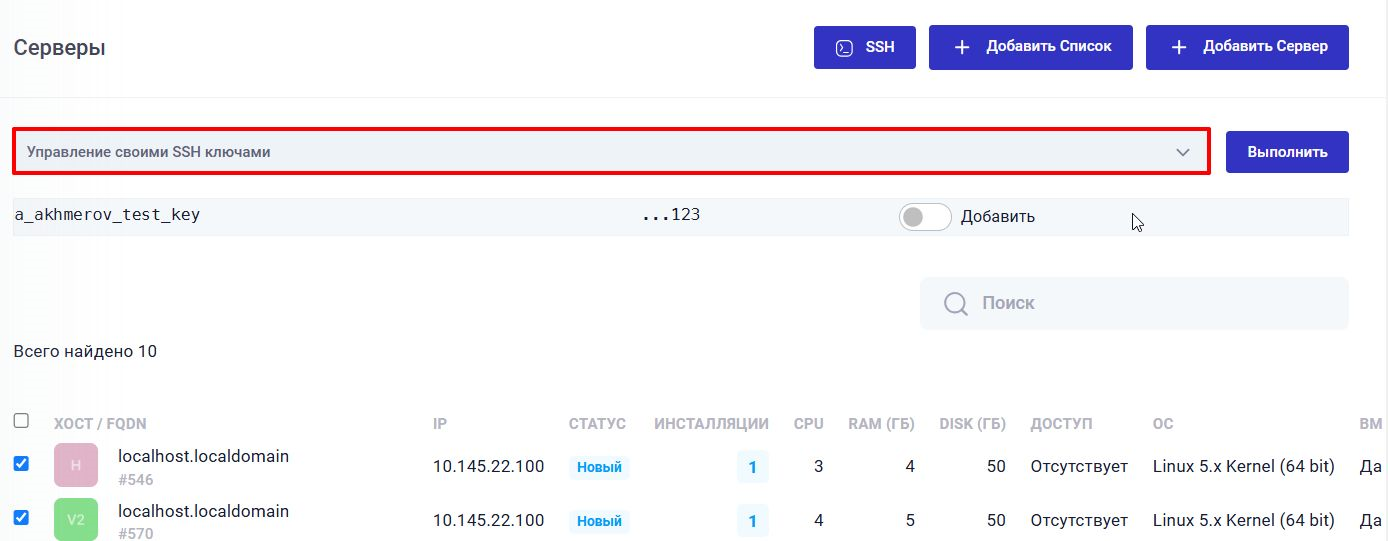 Серверы
SSH
Добавить Список
Добавить Сервер
Управление своими SSH ключами
Выполнить
a_akhmerov_test_key ...123 Добавить
Поиск
Всего найдено 10
ХОСТ / FQDN IP СТАТУС ИНСТАЛЛЯЦИИ CPU RAM (ГБ) DISK (ГБ) ДОСТУП ОС ВМ
H localhost.localdomain 10.145.22.100 Новый 1 3 4 50 Отсутствует Linux 5.x Kernel (64 bit) Да
#546
V2 localhost.localdomain 10.145.22.100 Новый 1 4 5 50 Отсутствует Linux 5.x Kernel (64 bit) Да
#570